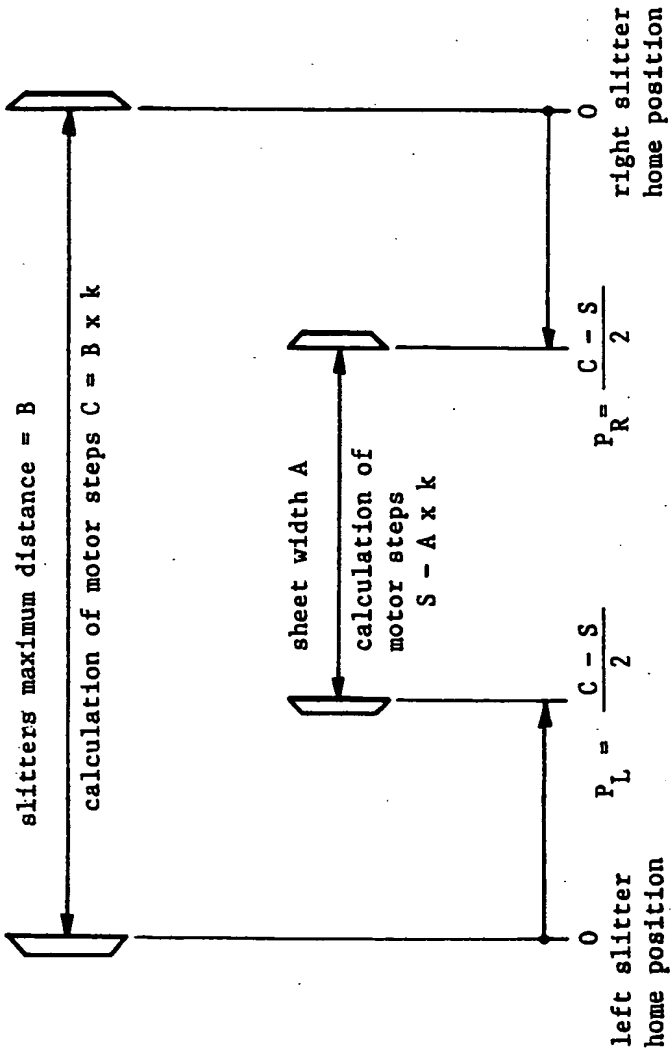 slitters maximum distance = B
calculation of motor steps C = B x k
sheet width A
calculation of
motor steps
S - A x k
P_L = (C - S) / 2
P_R = (C - S) / 2
0
left slitter
home position
0
right slitter
home position